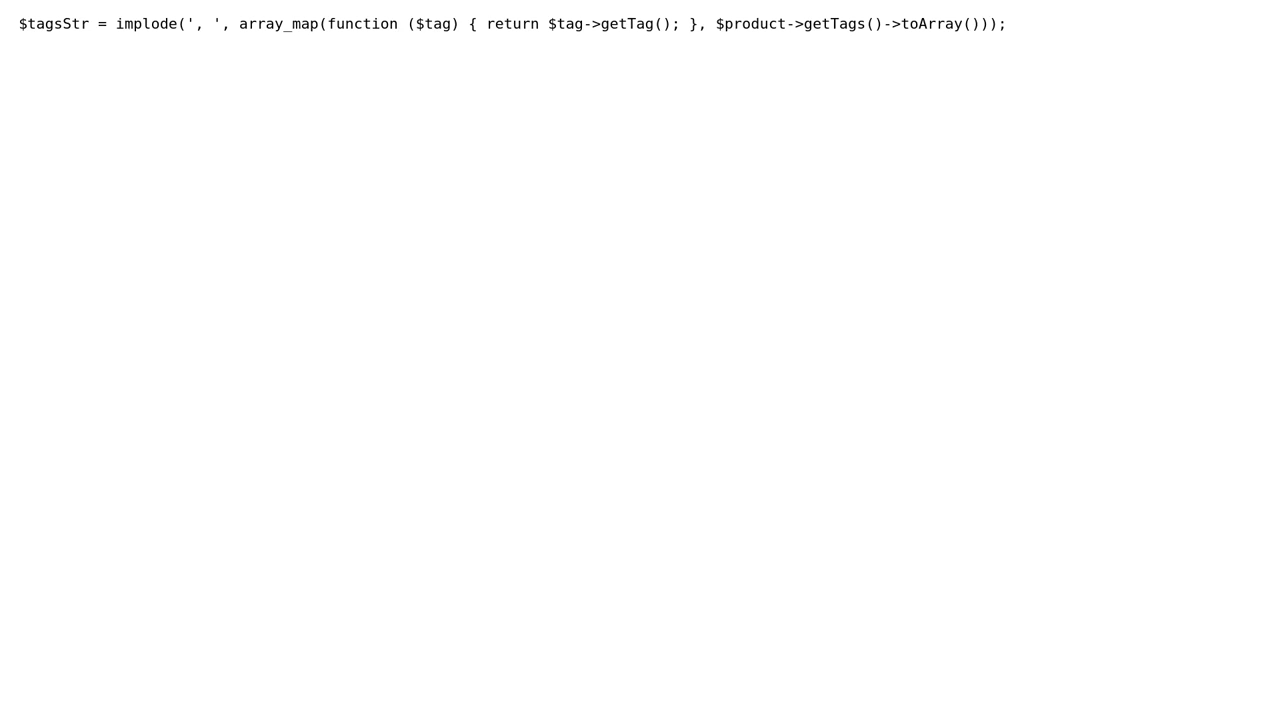 $tagsStr = implode(', ', array_map(function ($tag) { return $tag->getTag(); }, $product->getTags()->toArray()));